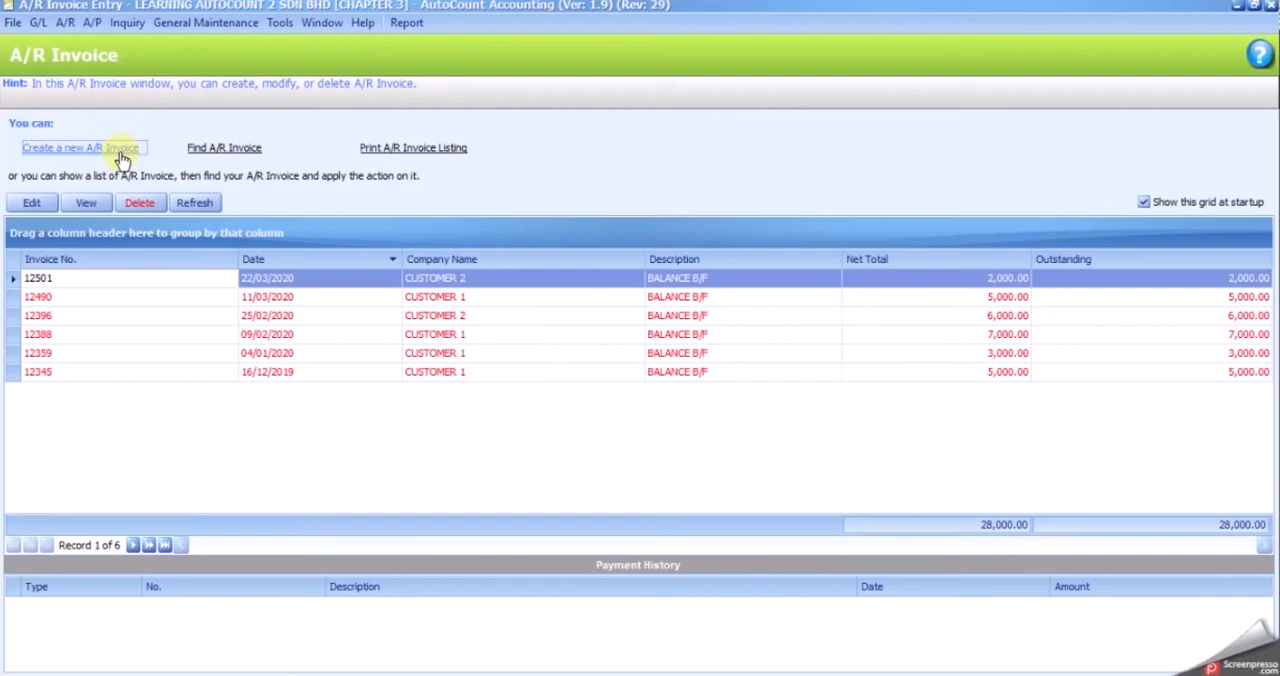 A/R Invoice Entry - LEARNING AUTOCOUNT 2 SDN BHD [CHAPTER 3] - AutoCount Accounting (Ver: 1.9) (Rev: 29)
File G/L A/R A/P Inquiry General Maintenance Tools Window Help Report
A/R Invoice
?
Hint: In this A/R Invoice window, you can create, modify, or delete A/R Invoice.
You can:
Create a new A/R Invoice Find A/R Invoice Print A/R Invoice Listing
or you can show a list of A/R Invoice, then find your A/R Invoice and apply the action on it.
Edit View Delete Refresh Show this grid at startup
Drag a column header here to group by that column
Invoice No. Date Company Name Description Net Total Outstanding
12501 22/03/2020 CUSTOMER 2 BALANCE B/F 2,000.00 2,000.00
12490 11/03/2020 CUSTOMER 1 BALANCE B/F 5,000.00 5,000.00
12396 25/02/2020 CUSTOMER 2 BALANCE B/F 6,000.00 6,000.00
12388 09/02/2020 CUSTOMER 1 BALANCE B/F 7,000.00 7,000.00
12359 04/01/2020 CUSTOMER 1 BALANCE B/F 3,000.00 3,000.00
12345 16/12/2019 CUSTOMER 1 BALANCE B/F 5,000.00 5,000.00
28,000.00 28,000.00
Record 1 of 6
Payment History
Type No. Description Date Amount
Screenpresso
.com